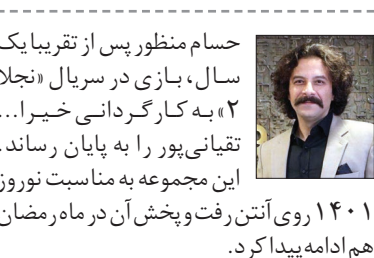 حسام منظور پس از تقریبا یک
سال، بازی در سریال «نجلا
۲» به کارگردانی خیرا...
تقیانی‌پور را به پایان رساند.
این مجموعه به مناسبت نوروز
۱۴۰۱ روی آنتن رفت و پخش آن در ماه رمضان
هم ادامه پیدا کرد.